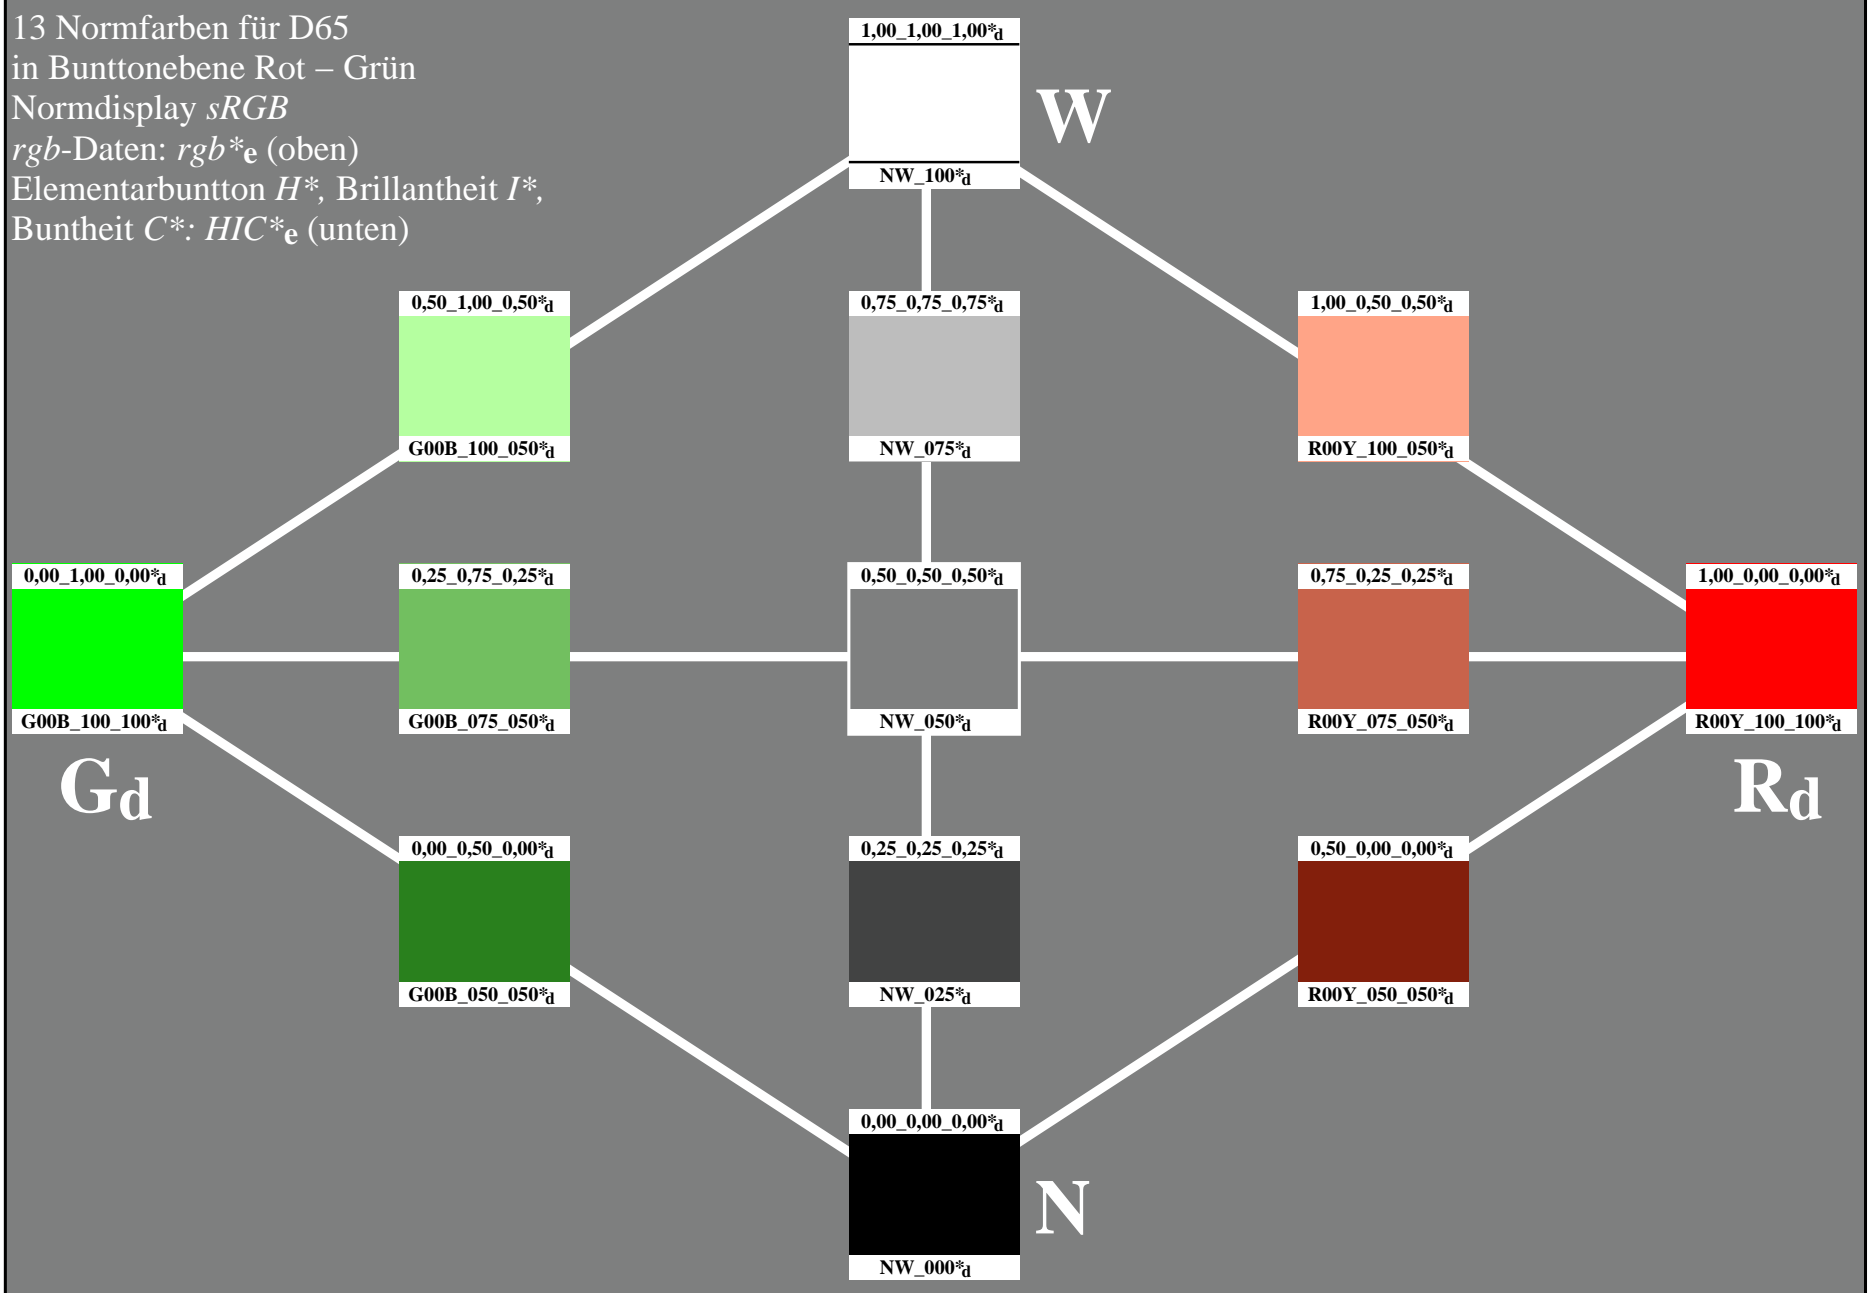 13 Normfarben für D65
in Bunttonebene Rot – Grün
Normdisplay sRGB
rgb-Daten: rgb*e (oben)
Elementarbuntton H*, Brillantheit I*,
Buntheit C*: HIC*e (unten)
1,00_1,00_1,00*d
W
NW_100*d
0,50_1,00_0,50*d
0,75_0,75_0,75*d
1,00_0,50_0,50*d
G00B_100_050*d
NW_075*d
R00Y_100_050*d
0,00_1,00_0,00*d
0,25_0,75_0,25*d
0,50_0,50_0,50*d
0,75_0,25_0,25*d
1,00_0,00_0,00*d
G00B_100_100*d
G00B_075_050*d
NW_050*d
R00Y_075_050*d
R00Y_100_100*d
Gd
Rd
0,00_0,50_0,00*d
0,25_0,25_0,25*d
0,50_0,00_0,00*d
G00B_050_050*d
NW_025*d
R00Y_050_050*d
0,00_0,00_0,00*d
N
NW_000*d